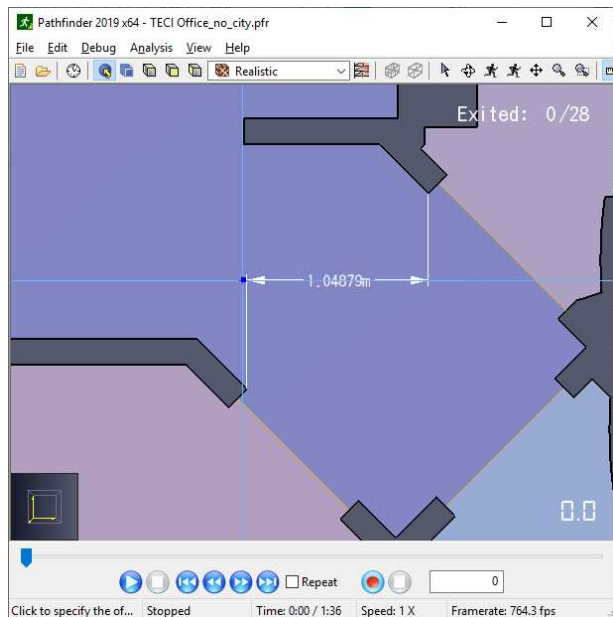 Pathfinder 2019 x64 - TECI Office_no_city.pfr
File Edit Debug Analysis View Help
Realistic
Exited: 0/28
1.04879m
0.0
Repeat
0
Click to specify the of...
Stopped
Time: 0:00 / 1:36
Speed: 1 X
Framerate: 764.3 fps